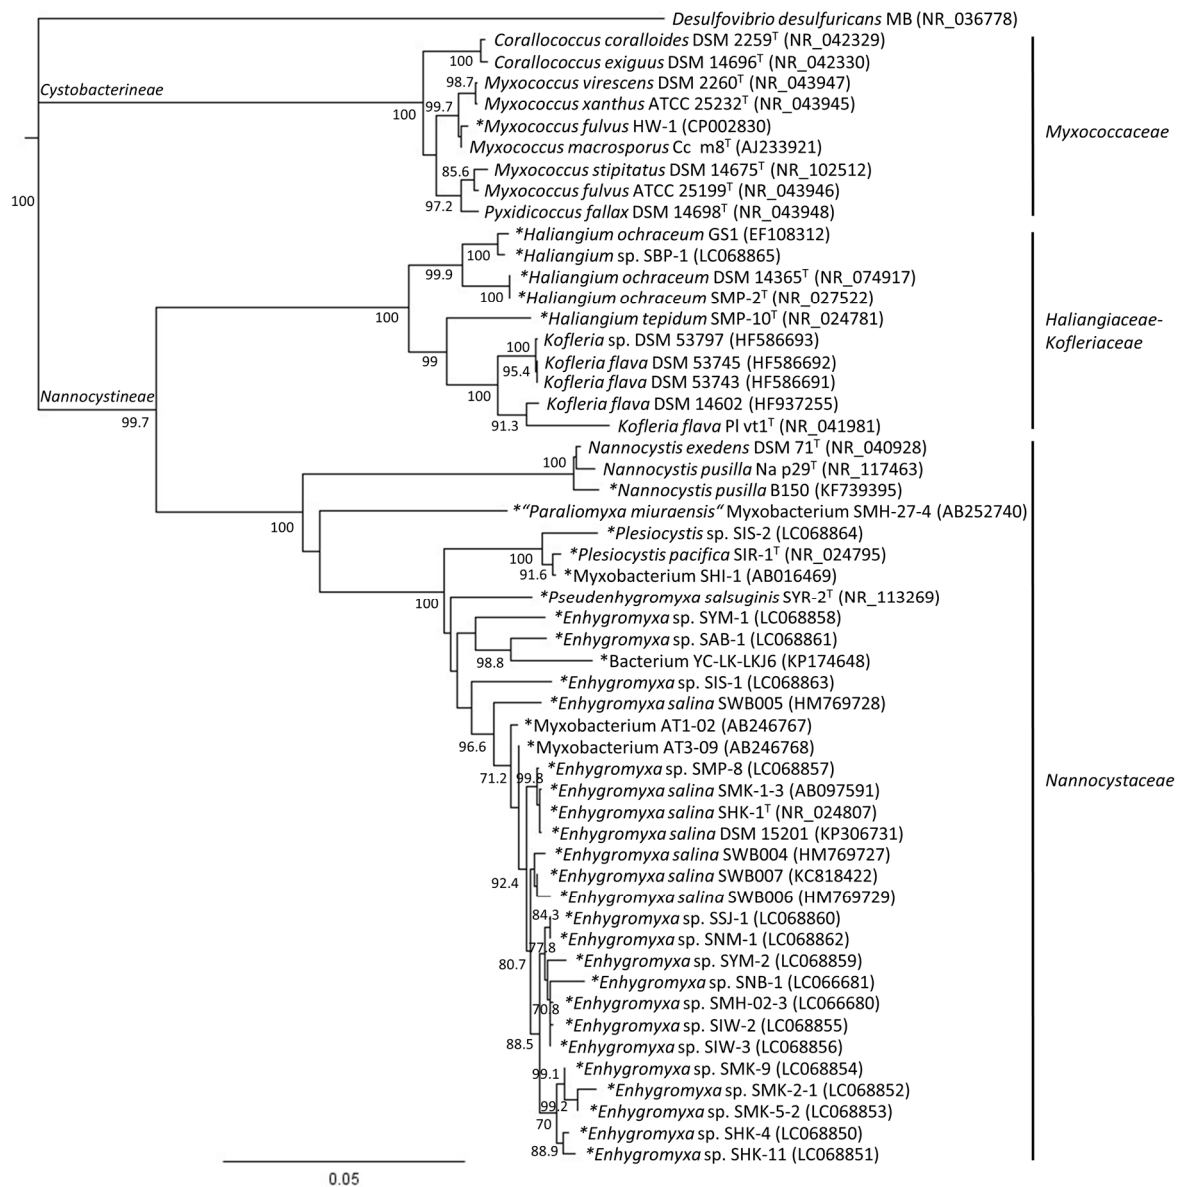 Desulfovibrio desulfuricans MB (NR_036778)
Corallococcus coralloides DSM 2259ᵀ (NR_042329)
100
Corallococcus exiguus DSM 14696ᵀ (NR_042330)
98.7
Myxococcus virescens DSM 2260ᵀ (NR_043947)
Cystobacterineae
99.7
Myxococcus xanthus ATCC 25232ᵀ (NR_043945)
100
*Myxococcus fulvus HW-1 (CP002830)
Myxococcaceae
Myxococcus macrosporus Cc m8ᵀ (AJ233921)
85.6
Myxococcus stipitatus DSM 14675ᵀ (NR_102512)
Myxococcus fulvus ATCC 25199ᵀ (NR_043946)
100
97.2
Pyxidicoccus fallax DSM 14698ᵀ (NR_043948)
*Haliangium ochraceum GS1 (EF108312)
100
*Haliangium sp. SBP-1 (LC068865)
99.9
*Haliangium ochraceum DSM 14365ᵀ (NR_074917)
100
*Haliangium ochraceum SMP-2ᵀ (NR_027522)
100
*Haliangium tepidum SMP-10ᵀ (NR_024781)
Haliangiaceae-
Kofleriaceae
100
Kofleria sp. DSM 53797 (HF586693)
99
95.4
Kofleria flava DSM 53745 (HF586692)
Kofleria flava DSM 53743 (HF586691)
Nannocystineae
100
Kofleria flava DSM 14602 (HF937255)
99.7
91.3
Kofleria flava Pl vt1ᵀ (NR_041981)
Nannocystis exedens DSM 71ᵀ (NR_040928)
100
Nannocystis pusilla Na p29ᵀ (NR_117463)
*Nannocystis pusilla B150 (KF739395)
100
*“Paraliomyxa miuraensis“ Myxobacterium SMH-27-4 (AB252740)
*Plesiocystis sp. SIS-2 (LC068864)
100
*Plesiocystis pacifica SIR-1ᵀ (NR_024795)
91.6
*Myxobacterium SHI-1 (AB016469)
100
*Pseudenhygromyxa salsuginis SYR-2ᵀ (NR_113269)
*Enhygromyxa sp. SYM-1 (LC068858)
*Enhygromyxa sp. SAB-1 (LC068861)
98.8
*Bacterium YC-LK-LKJ6 (KP174648)
*Enhygromyxa sp. SIS-1 (LC068863)
*Enhygromyxa salina SWB005 (HM769728)
*Myxobacterium AT1-02 (AB246767)
96.6
*Myxobacterium AT3-09 (AB246768)
71.2
99.8
*Enhygromyxa sp. SMP-8 (LC068857)
Nannocystaceae
*Enhygromyxa salina SMK-1-3 (AB097591)
*Enhygromyxa salina SHK-1ᵀ (NR_024807)
*Enhygromyxa salina DSM 15201 (KP306731)
*Enhygromyxa salina SWB004 (HM769727)
92.4
*Enhygromyxa salina SWB007 (KC818422)
*Enhygromyxa salina SWB006 (HM769729)
84.3
*Enhygromyxa sp. SSJ-1 (LC068860)
77.8
*Enhygromyxa sp. SNM-1 (LC068862)
80.7
*Enhygromyxa sp. SYM-2 (LC068859)
*Enhygromyxa sp. SNB-1 (LC066681)
70.8
*Enhygromyxa sp. SMH-02-3 (LC066680)
*Enhygromyxa sp. SIW-2 (LC068855)
88.5
*Enhygromyxa sp. SIW-3 (LC068856)
99.1
*Enhygromyxa sp. SMK-9 (LC068854)
*Enhygromyxa sp. SMK-2-1 (LC068852)
99.2
*Enhygromyxa sp. SMK-5-2 (LC068853)
70
*Enhygromyxa sp. SHK-4 (LC068850)
88.9
*Enhygromyxa sp. SHK-11 (LC068851)
0.05